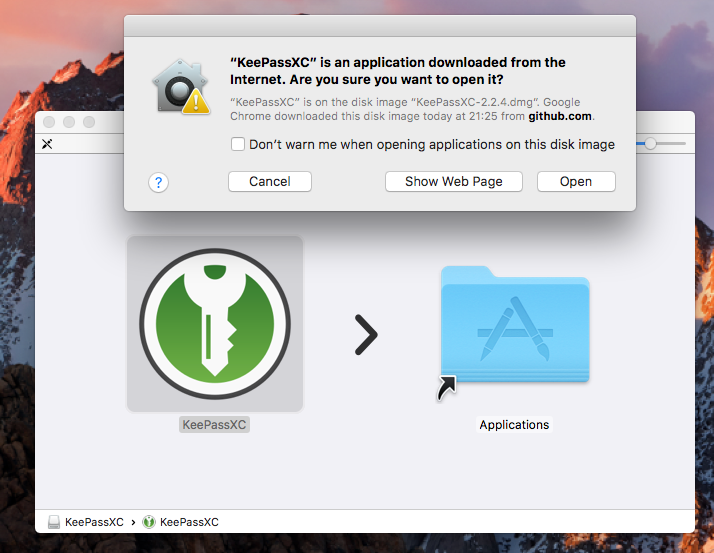 “KeePassXC” is an application downloaded from the
Internet. Are you sure you want to open it?
“KeePassXC” is on the disk image “KeePassXC-2.2.4.dmg”. Google
Chrome downloaded this disk image today at 21:25 from github.com.
Don’t warn me when opening applications on this disk image
?
Cancel
Show Web Page
Open
KeePassXC
Applications
KeePassXC › KeePassXC